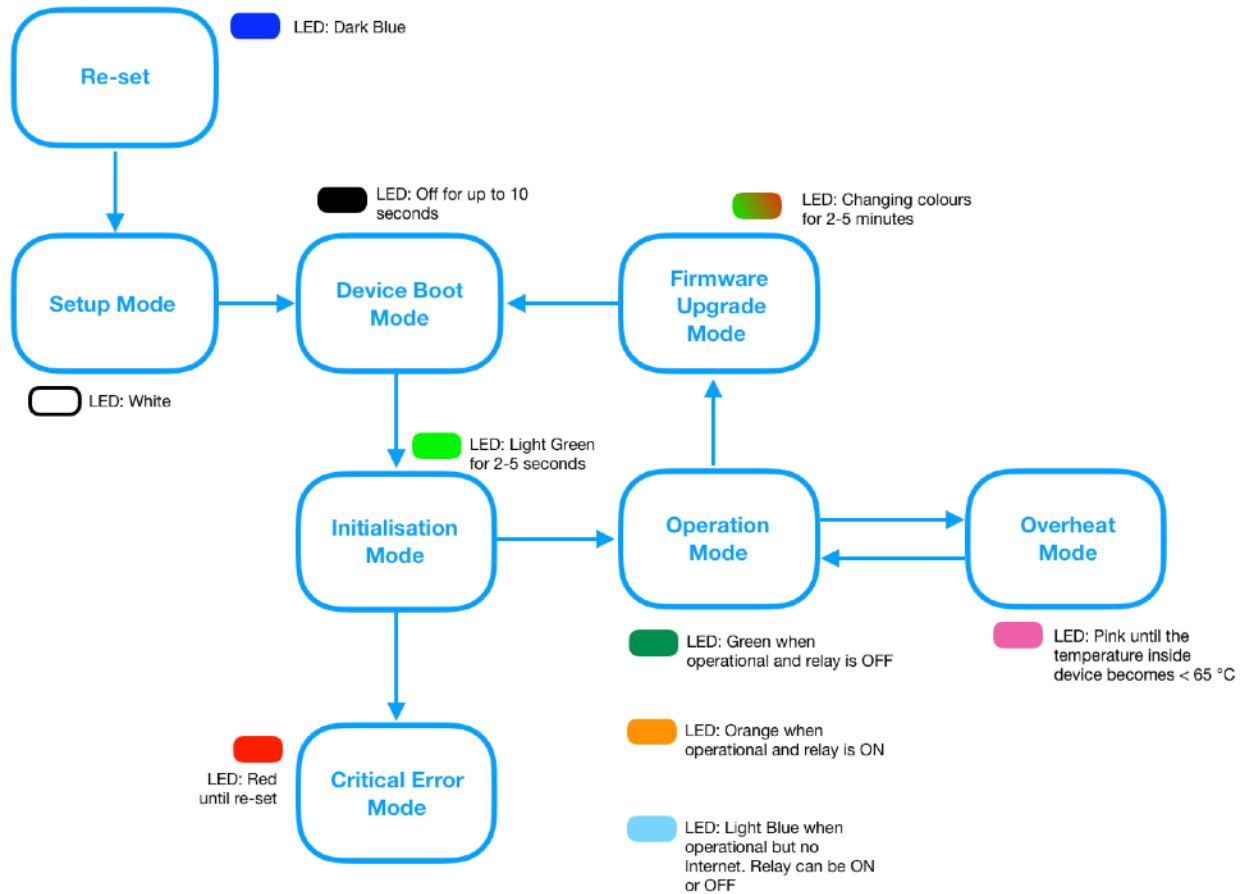 LED: Dark Blue
Re-set
LED: Off for up to 10
seconds
LED: Changing colours
for 2-5 minutes
Setup Mode
Device Boot
Mode
Firmware
Upgrade
Mode
LED: White
LED: Light Green
for 2-5 seconds
Initialisation
Mode
Operation
Mode
Overheat
Mode
LED: Green when
operational and relay is OFF
LED: Pink until the
temperature inside
device becomes < 65 °C
LED: Orange when
operational and relay is ON
LED: Red
until re-set
Critical Error
Mode
LED: Light Blue when
operational but no
Internet. Relay can be ON
or OFF